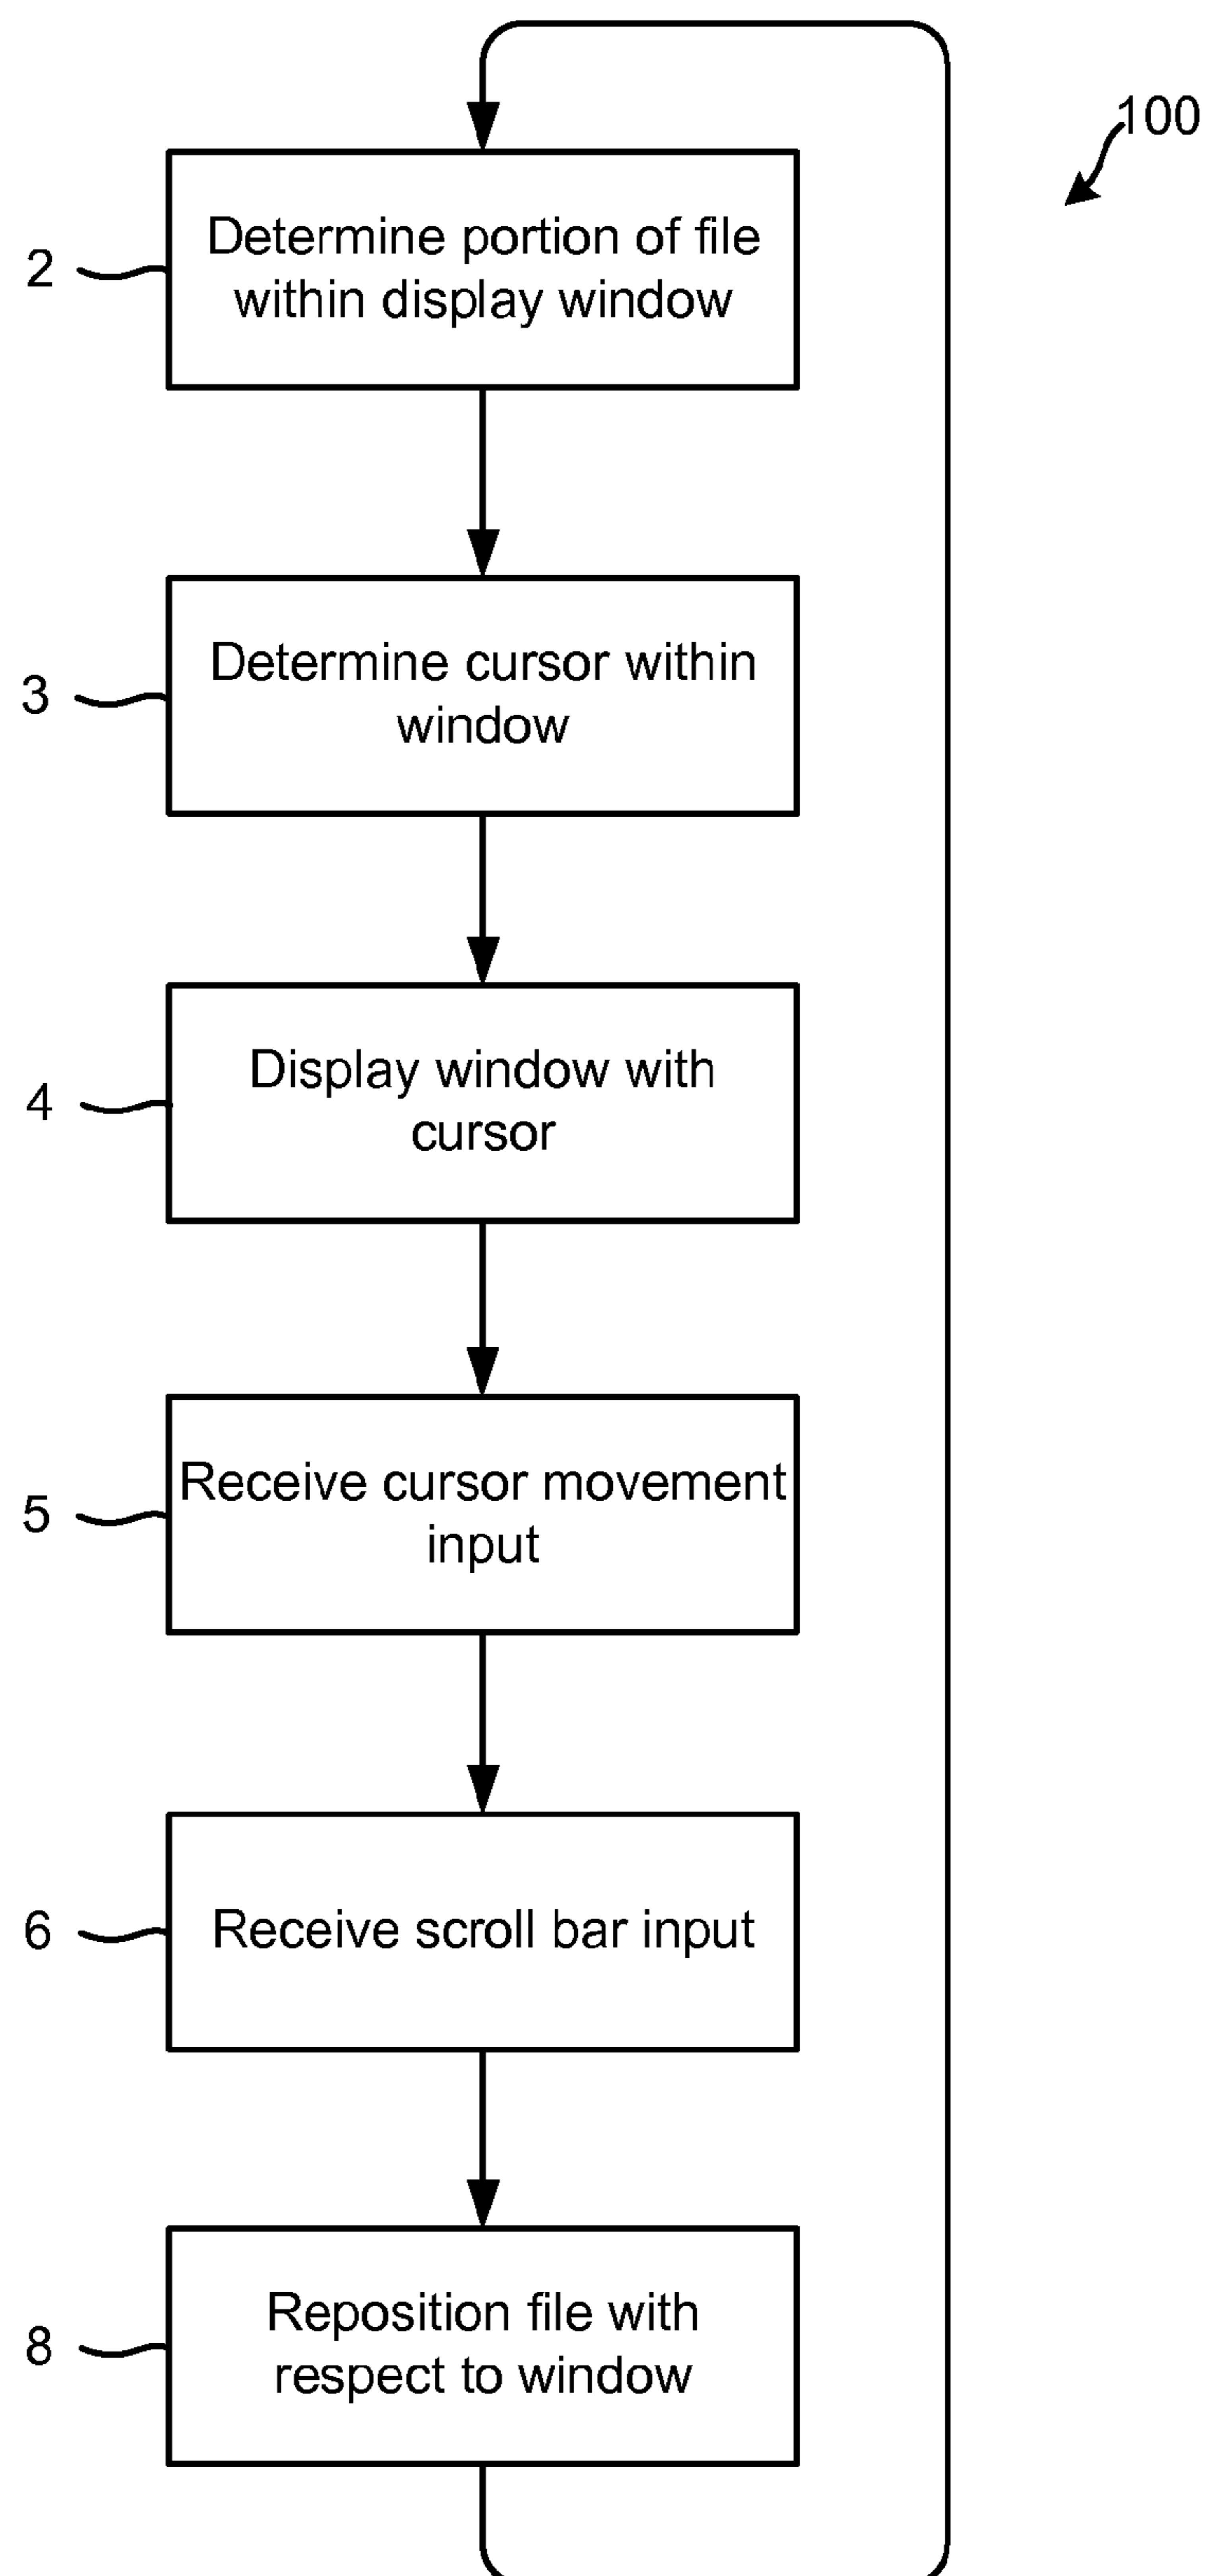 100
Determine portion of file
within display window
2
Determine cursor within
window
3
Display window with
cursor
4
Receive cursor movement
input
5
Receive scroll bar input
6
Reposition file with
respect to window
8